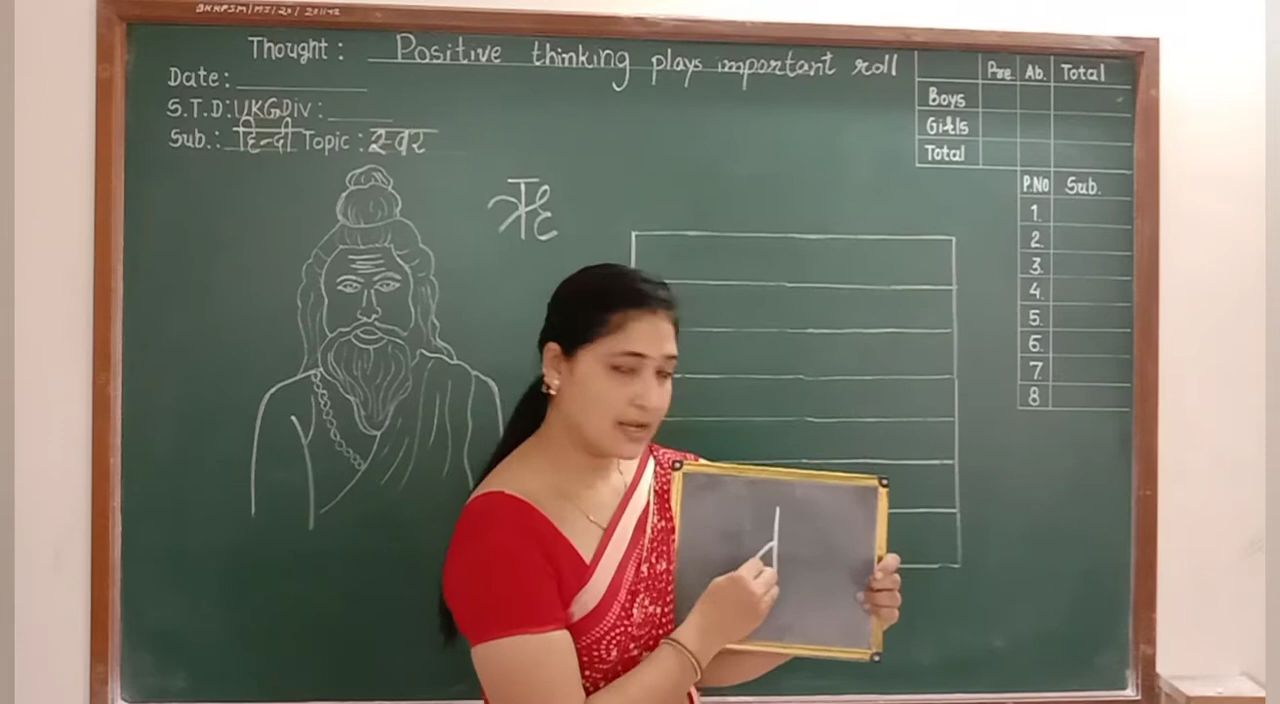 Thought : Positive thinking plays important roll
Date:
S.T.D: UKG Div:
Sub.: हिन्दी Topic : स्वर
ऋ
Pre. Ab. Total
Boys
Girls
Total
P.No Sub.
1.
2.
3.
4.
5.
6.
7
8